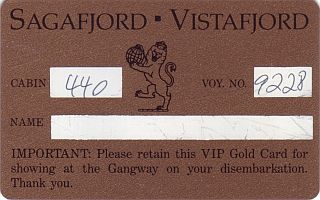 SAGAFJORD ▪ VISTAFJORD
CABIN 440 VOY. NO. 9228
NAME
IMPORTANT: Please retain this VIP Gold Card for
showing at the Gangway on your disembarkation.
Thank you.